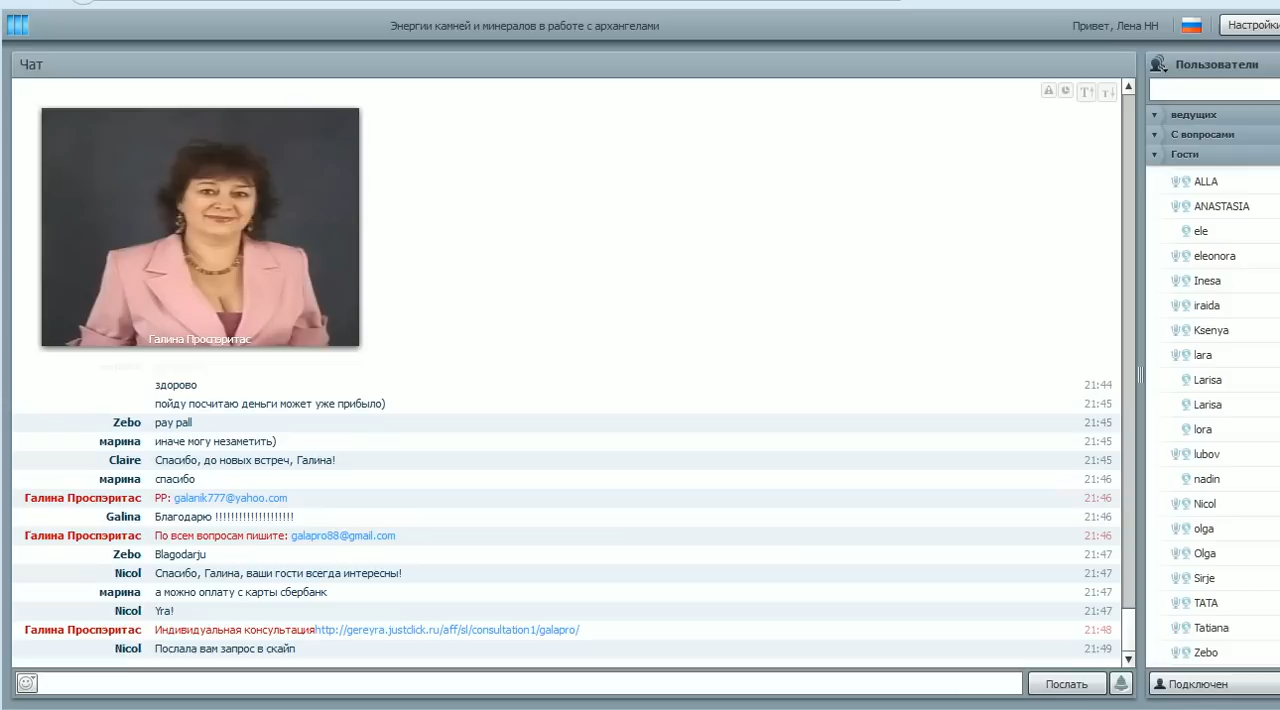 Энергии камней и минералов в работе с архангелами
Привет, Лена НН
Настройки
Чат
Пользователи
ведущих
С вопросами
Гости
ALLA
ANASTASIA
ele
eleonora
Inesa
iraida
Ksenya
lara
Larisa
Larisa
lora
lubov
nadin
Nicol
olga
Olga
Sirje
TATA
Tatiana
Zebo
Галина Проспэритас
здорово 21:44
пойду посчитаю деньги может уже прибыло) 21:45
Zebo pay pall 21:45
марина иначе могу незаметить) 21:45
Claire Спасибо, до новых встреч, Галина! 21:45
марина спасибо 21:46
Галина Проспэритас PP: galanik777@yahoo.com 21:46
Galina Благодарю !!!!!!!!!!!!!!!!!!!! 21:46
Галина Проспэритас По всем вопросам пишите: galapro88@gmail.com 21:46
Zebo Blagodarju 21:47
Nicol Спасибо, Галина, ваши гости всегда интересны! 21:47
марина а можно оплату с карты сбербанк 21:47
Nicol Yra! 21:47
Галина Проспэритас Индивидуальная консультацияhttp://gereyra.justclick.ru/aff/sl/consultation1/galapro/ 21:48
Nicol Послала вам запрос в скайп 21:49
Послать
Подключен